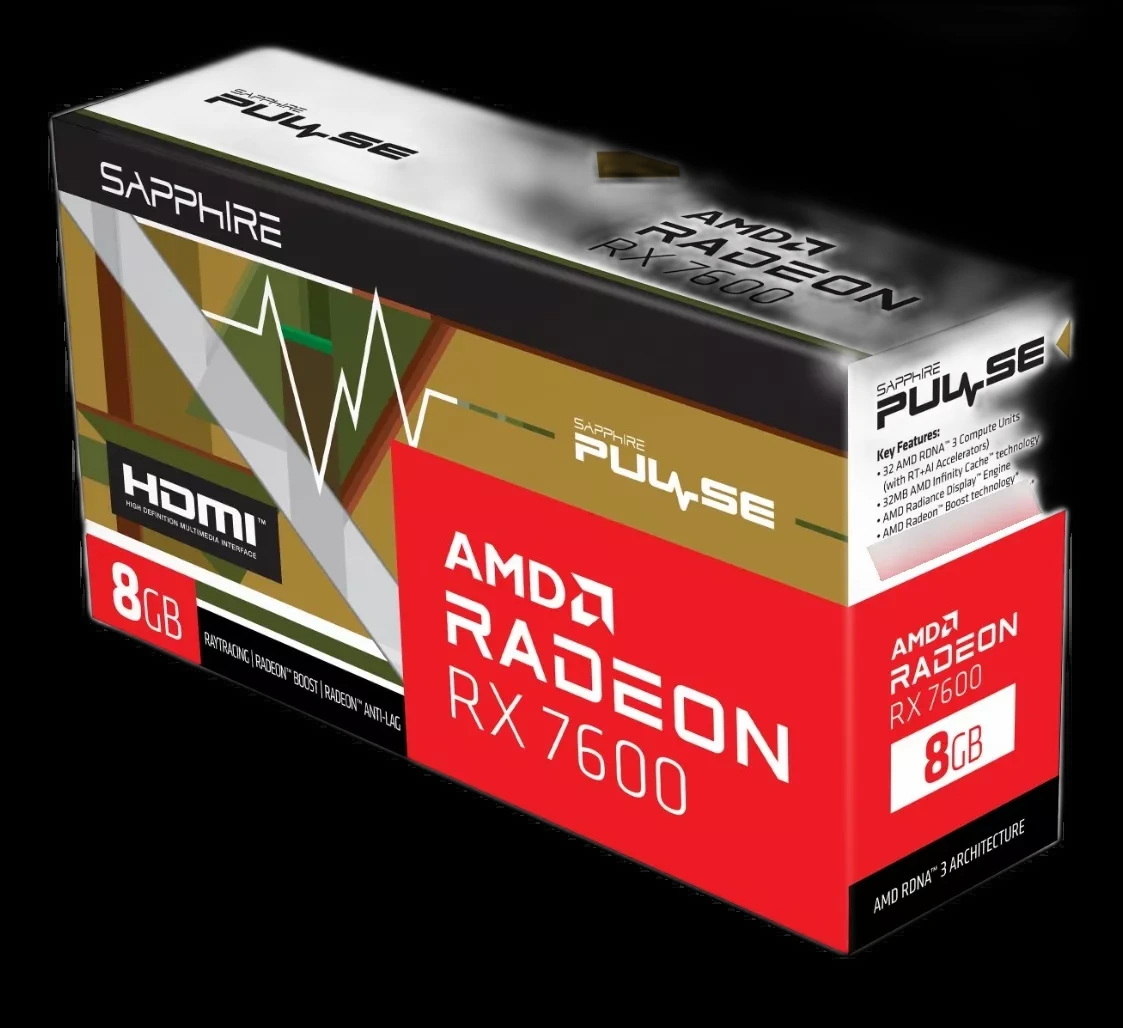 SAPPHIRE
PULSE
AMD
RADEON
RX 7600
SAPPHIRE
HDMI™
HIGH DEFINITION MULTIMEDIA INTERFACE
8GB
RAYTRACING | RADEON™ BOOST | RADEON™ ANTI-LAG
SAPPHIRE
PULSE
AMD
RADEON
RX 7600
SAPPHIRE
PULSE
Key Features:
• 32 AMD RDNA™ 3 Compute Units
(with RT+AI Accelerators)
• 32MB AMD Infinity Cache™ technology
• AMD Radiance Display™ Engine
• AMD Radeon™ Boost technology*
AMD
RADEON
RX 7600
8GB
AMD RDNA™ 3 ARCHITECTURE